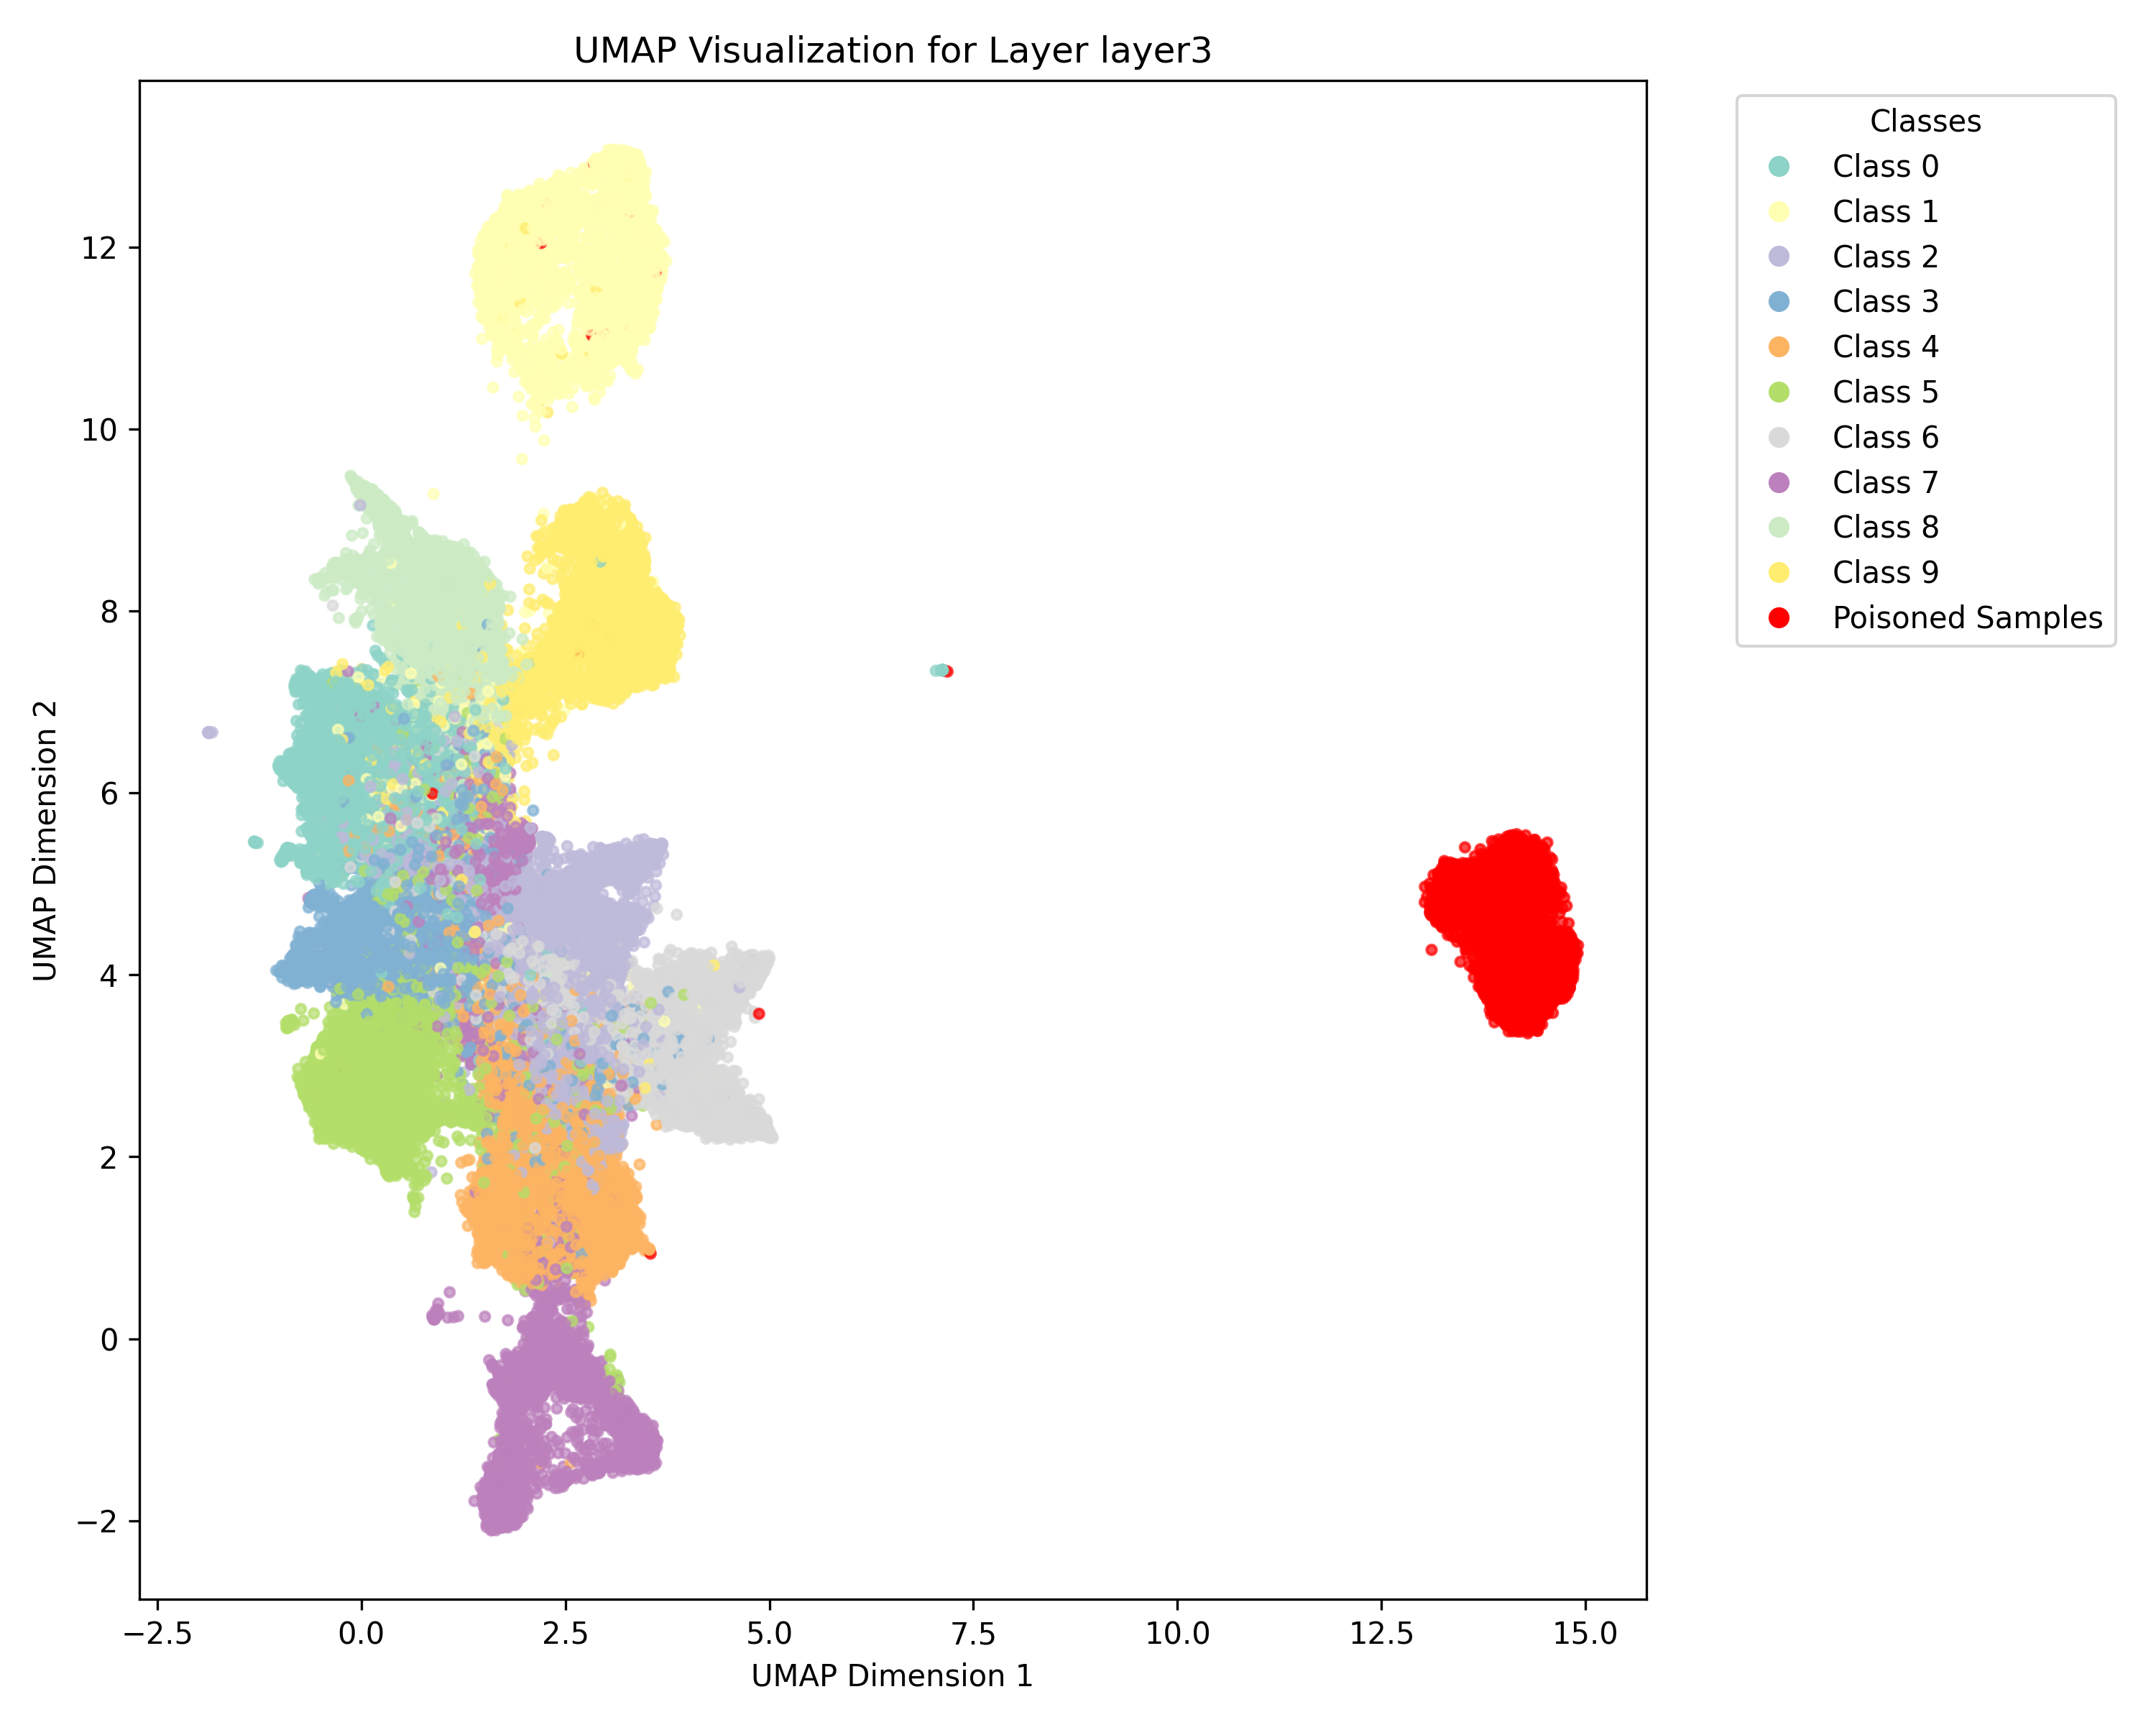 UMAP Visualization for Layer layer3
Classes
Class 0
Class 1
Class 2
Class 3
Class 4
Class 5
Class 6
Class 7
Class 8
Class 9
Poisoned Samples
UMAP Dimension 2
12
10
8
6
4
2
0
−2
−2.5 0.0 2.5 5.0 7.5 10.0 12.5 15.0
UMAP Dimension 1